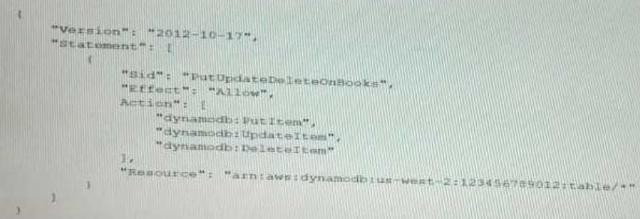 {
"Version": "2012-10-17",
"Statement": [
{
"Sid": "PutUpdateDeleteOnBooks",
"Effect": "Allow",
Action": [
"dynamodb:PutItem",
"dynamodb:UpdateItem",
"dynamodb:DeleteItem"
],
"Resource": "arn:aws:dynamodb:us-west-2:123456789012:table/*"
}
]
}